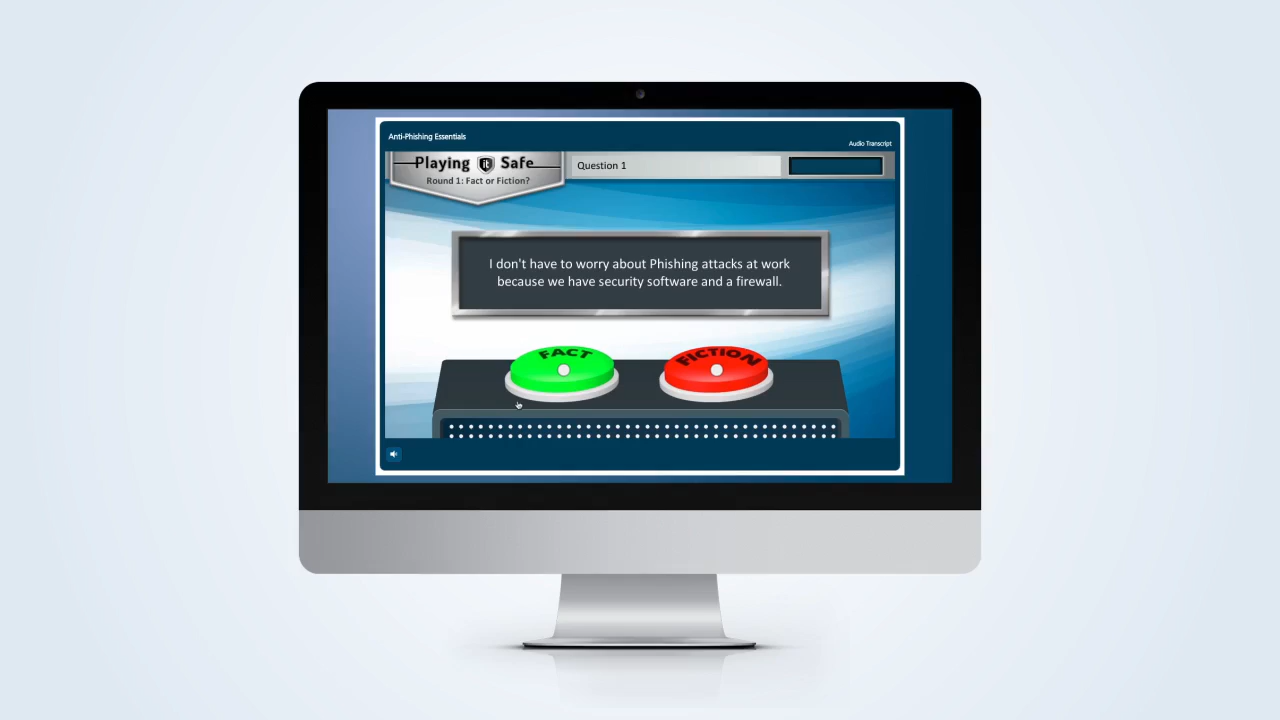 Anti-Phishing Essentials
Audio Transcript
Playing it Safe
Round 1: Fact or Fiction?
Question 1
I don't have to worry about Phishing attacks at work
because we have security software and a firewall.
FACT
FICTION